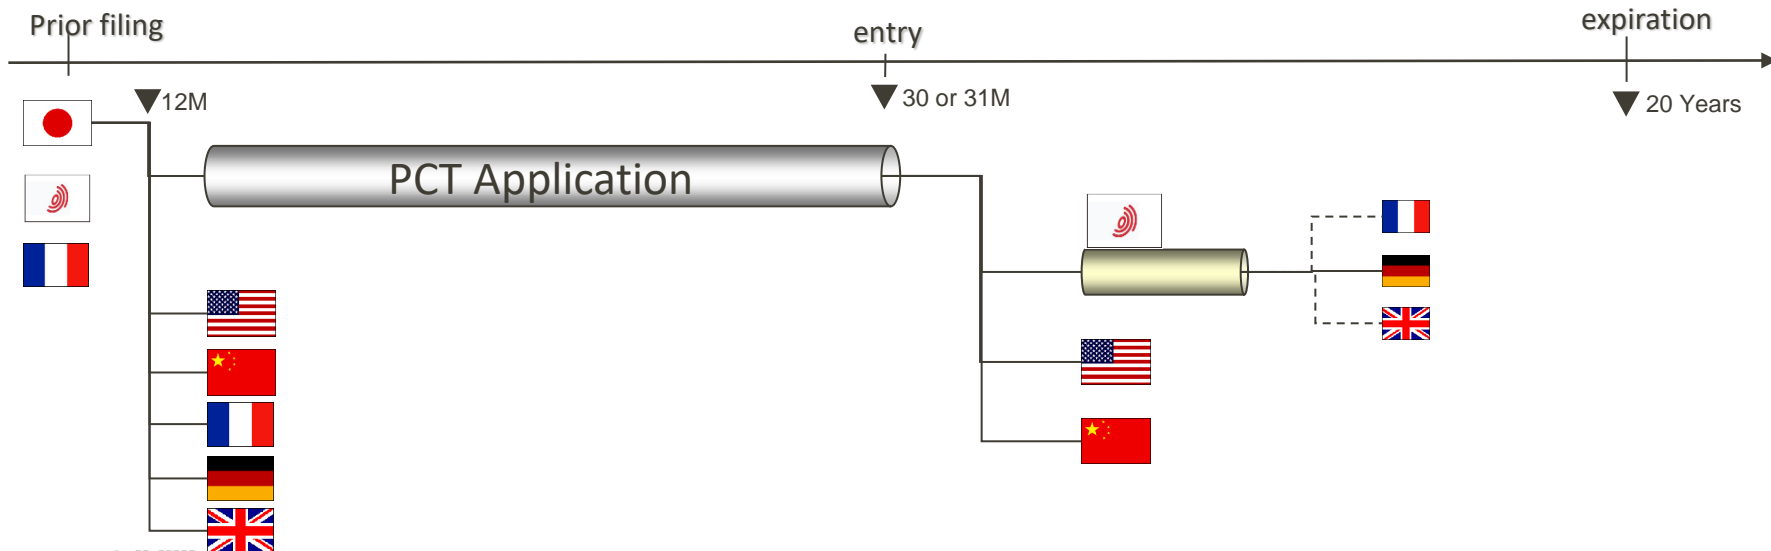 Prior filing
entry
expiration
12M
30 or 31M
20 Years
PCT Application